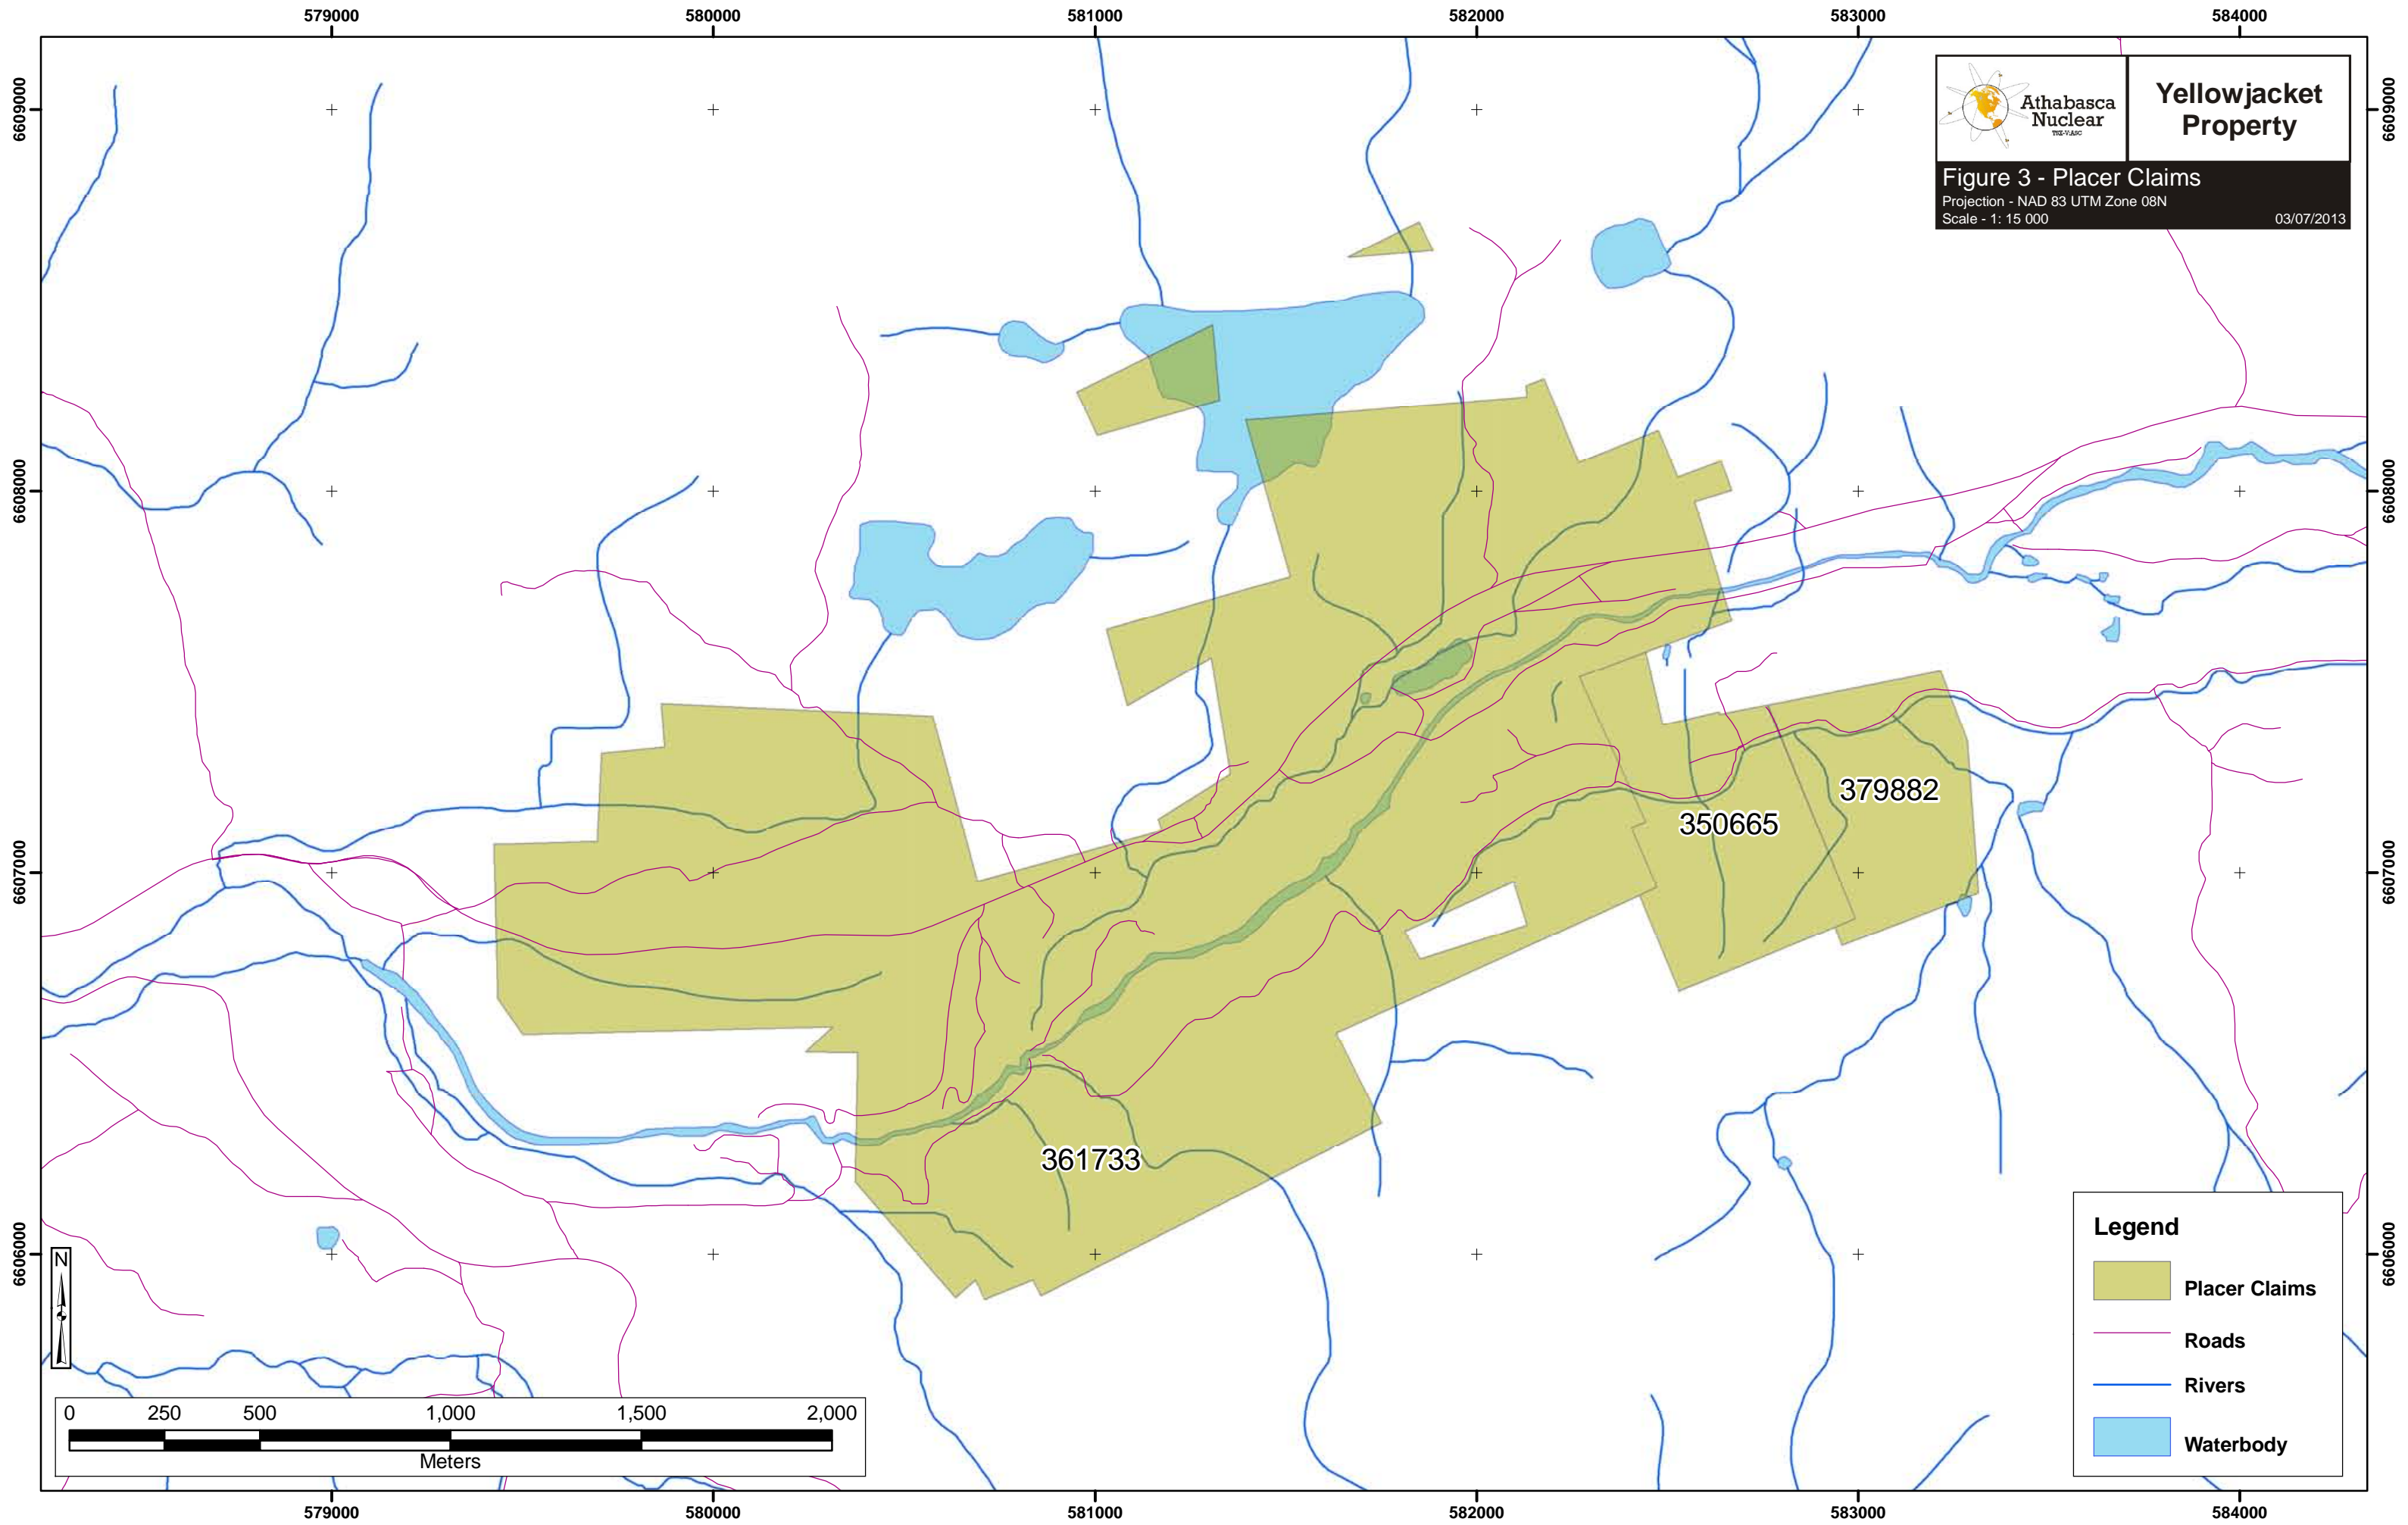 579000 580000 581000 582000 583000 584000
6609000 6609000
Athabasca
Nuclear
TSX-V:ASC
Yellowjacket
Property
Figure 3 - Placer Claims
Projection - NAD 83 UTM Zone 08N
Scale - 1: 15 000 03/07/2013
6608000 6608000
379882
350665
6607000 6607000
361733
6606000 6606000
N
Legend
Placer Claims
Roads
Rivers
Waterbody
0 250 500 1,000 1,500 2,000
Meters
579000 580000 581000 582000 583000 584000